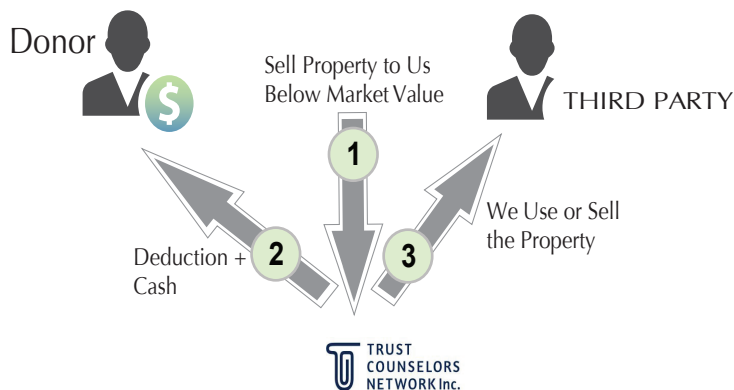 Donor
$
Sell Property to Us
Below Market Value
THIRD PARTY
1
We Use or Sell
the Property
Deduction +
Cash
2
3
TRUST
COUNSELORS
NETWORK Inc.